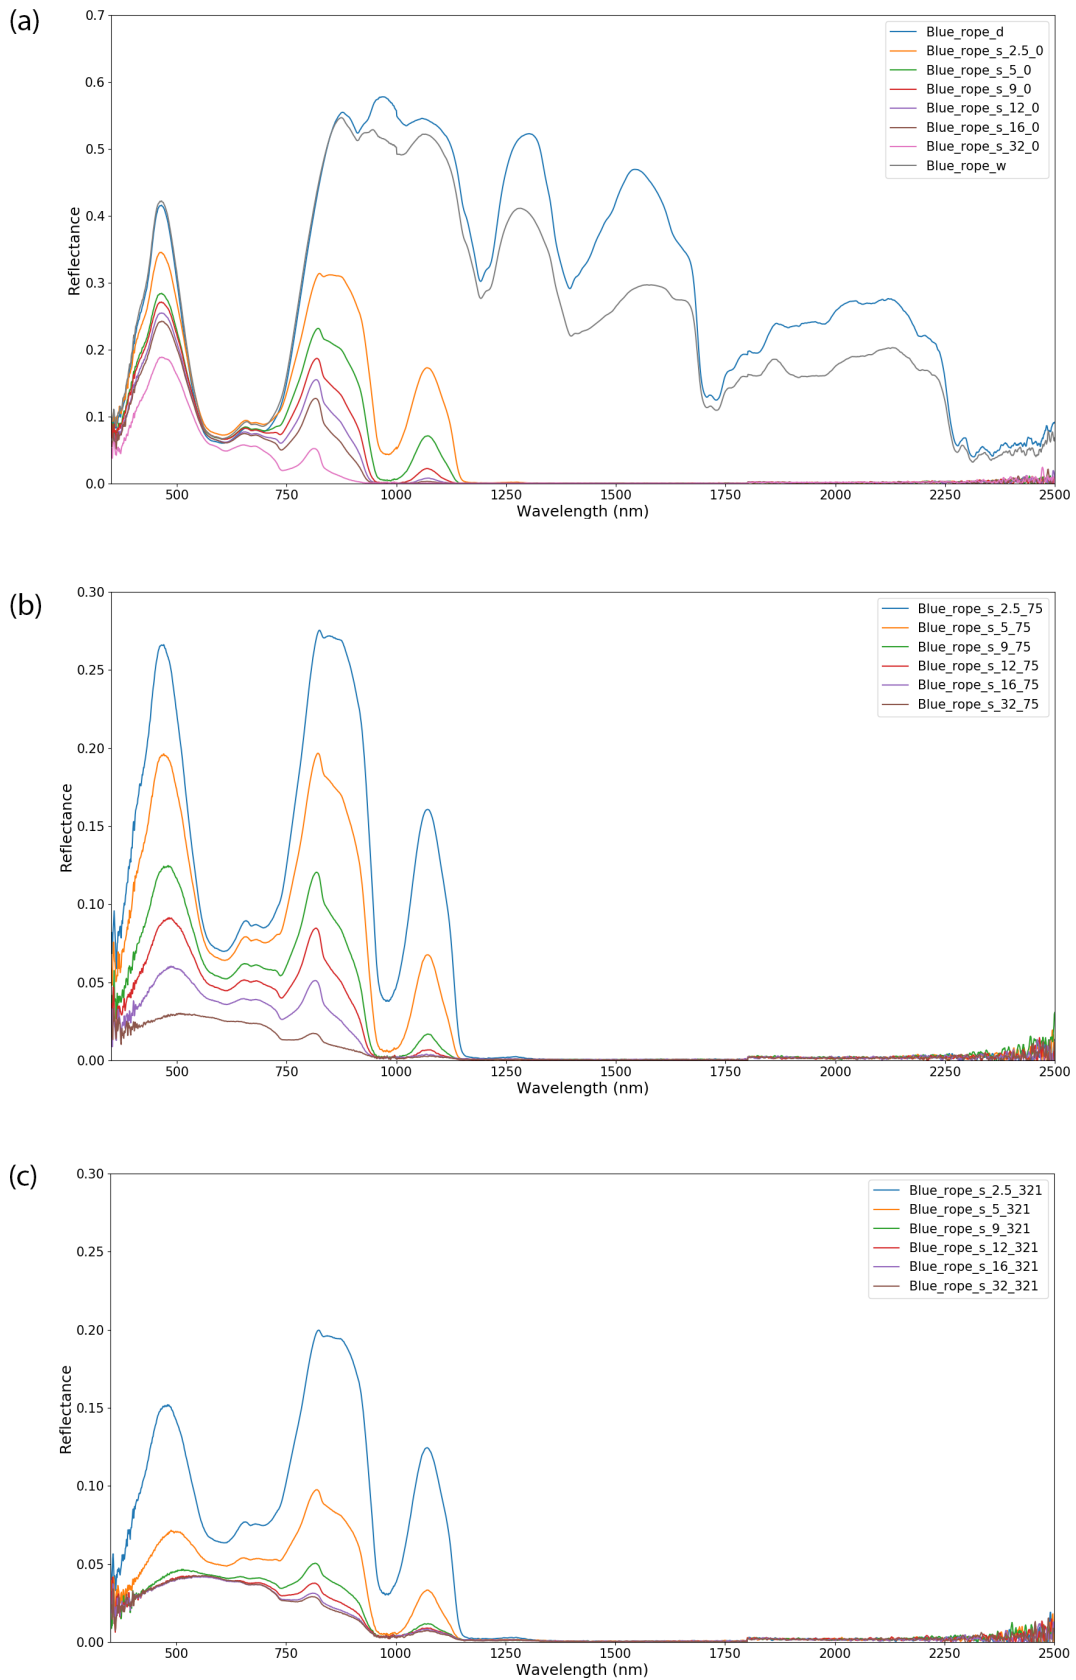 (a)
0.7
0.6
0.5
0.4
0.3
0.2
0.1
0.0
Reflectance
500
750
1000
1250
1500
1750
2000
2250
2500
Wavelength (nm)
Blue_rope_d
Blue_rope_s_2.5_0
Blue_rope_s_5_0
Blue_rope_s_9_0
Blue_rope_s_12_0
Blue_rope_s_16_0
Blue_rope_s_32_0
Blue_rope_w
(b)
0.30
0.25
0.20
0.15
0.10
0.05
0.00
Reflectance
500
750
1000
1250
1500
1750
2000
2250
2500
Wavelength (nm)
Blue_rope_s_2.5_75
Blue_rope_s_5_75
Blue_rope_s_9_75
Blue_rope_s_12_75
Blue_rope_s_16_75
Blue_rope_s_32_75
(c)
0.30
0.25
0.20
0.15
0.10
0.05
0.00
Reflectance
500
750
1000
1250
1500
1750
2000
2250
2500
Wavelength (nm)
Blue_rope_s_2.5_321
Blue_rope_s_5_321
Blue_rope_s_9_321
Blue_rope_s_12_321
Blue_rope_s_16_321
Blue_rope_s_32_321